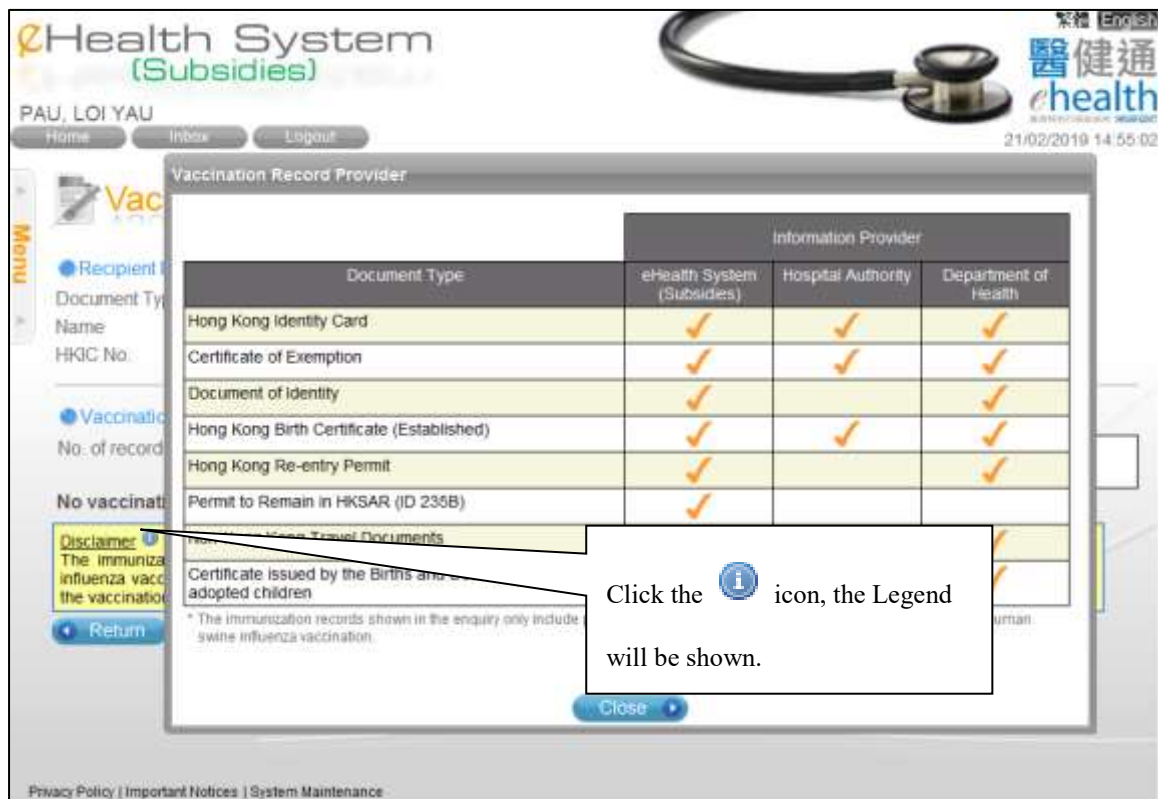 eHealth System
(Subsidies)
繁體 English
醫健通
ehealth
PAU, LOI YAU
Home Inbox Logout
21/02/2019 14:55:02
Menu
Vac
Recipient
Document Ty
Name
HKIC No.
Vaccinatio
No. of record
No vaccinat
Disclaimer
The immuniza
influenza vacc
the vaccination
Return
Vaccination Record Provider
Information Provider
Document Type
eHealth System (Subsidies)
Hospital Authority
Department of Health
Hong Kong Identity Card
Certificate of Exemption
Document of Identity
Hong Kong Birth Certificate (Established)
Hong Kong Re-entry Permit
Permit to Remain in HKSAR (ID 235B)
Travel Documents
Certificate issued by the Births and
adopted children
* The immunization records shown in the enquiry only include
uman
swine influenza vaccination.
Click the i icon, the Legend
will be shown.
Close
Privacy Policy | Important Notices | System Maintenance